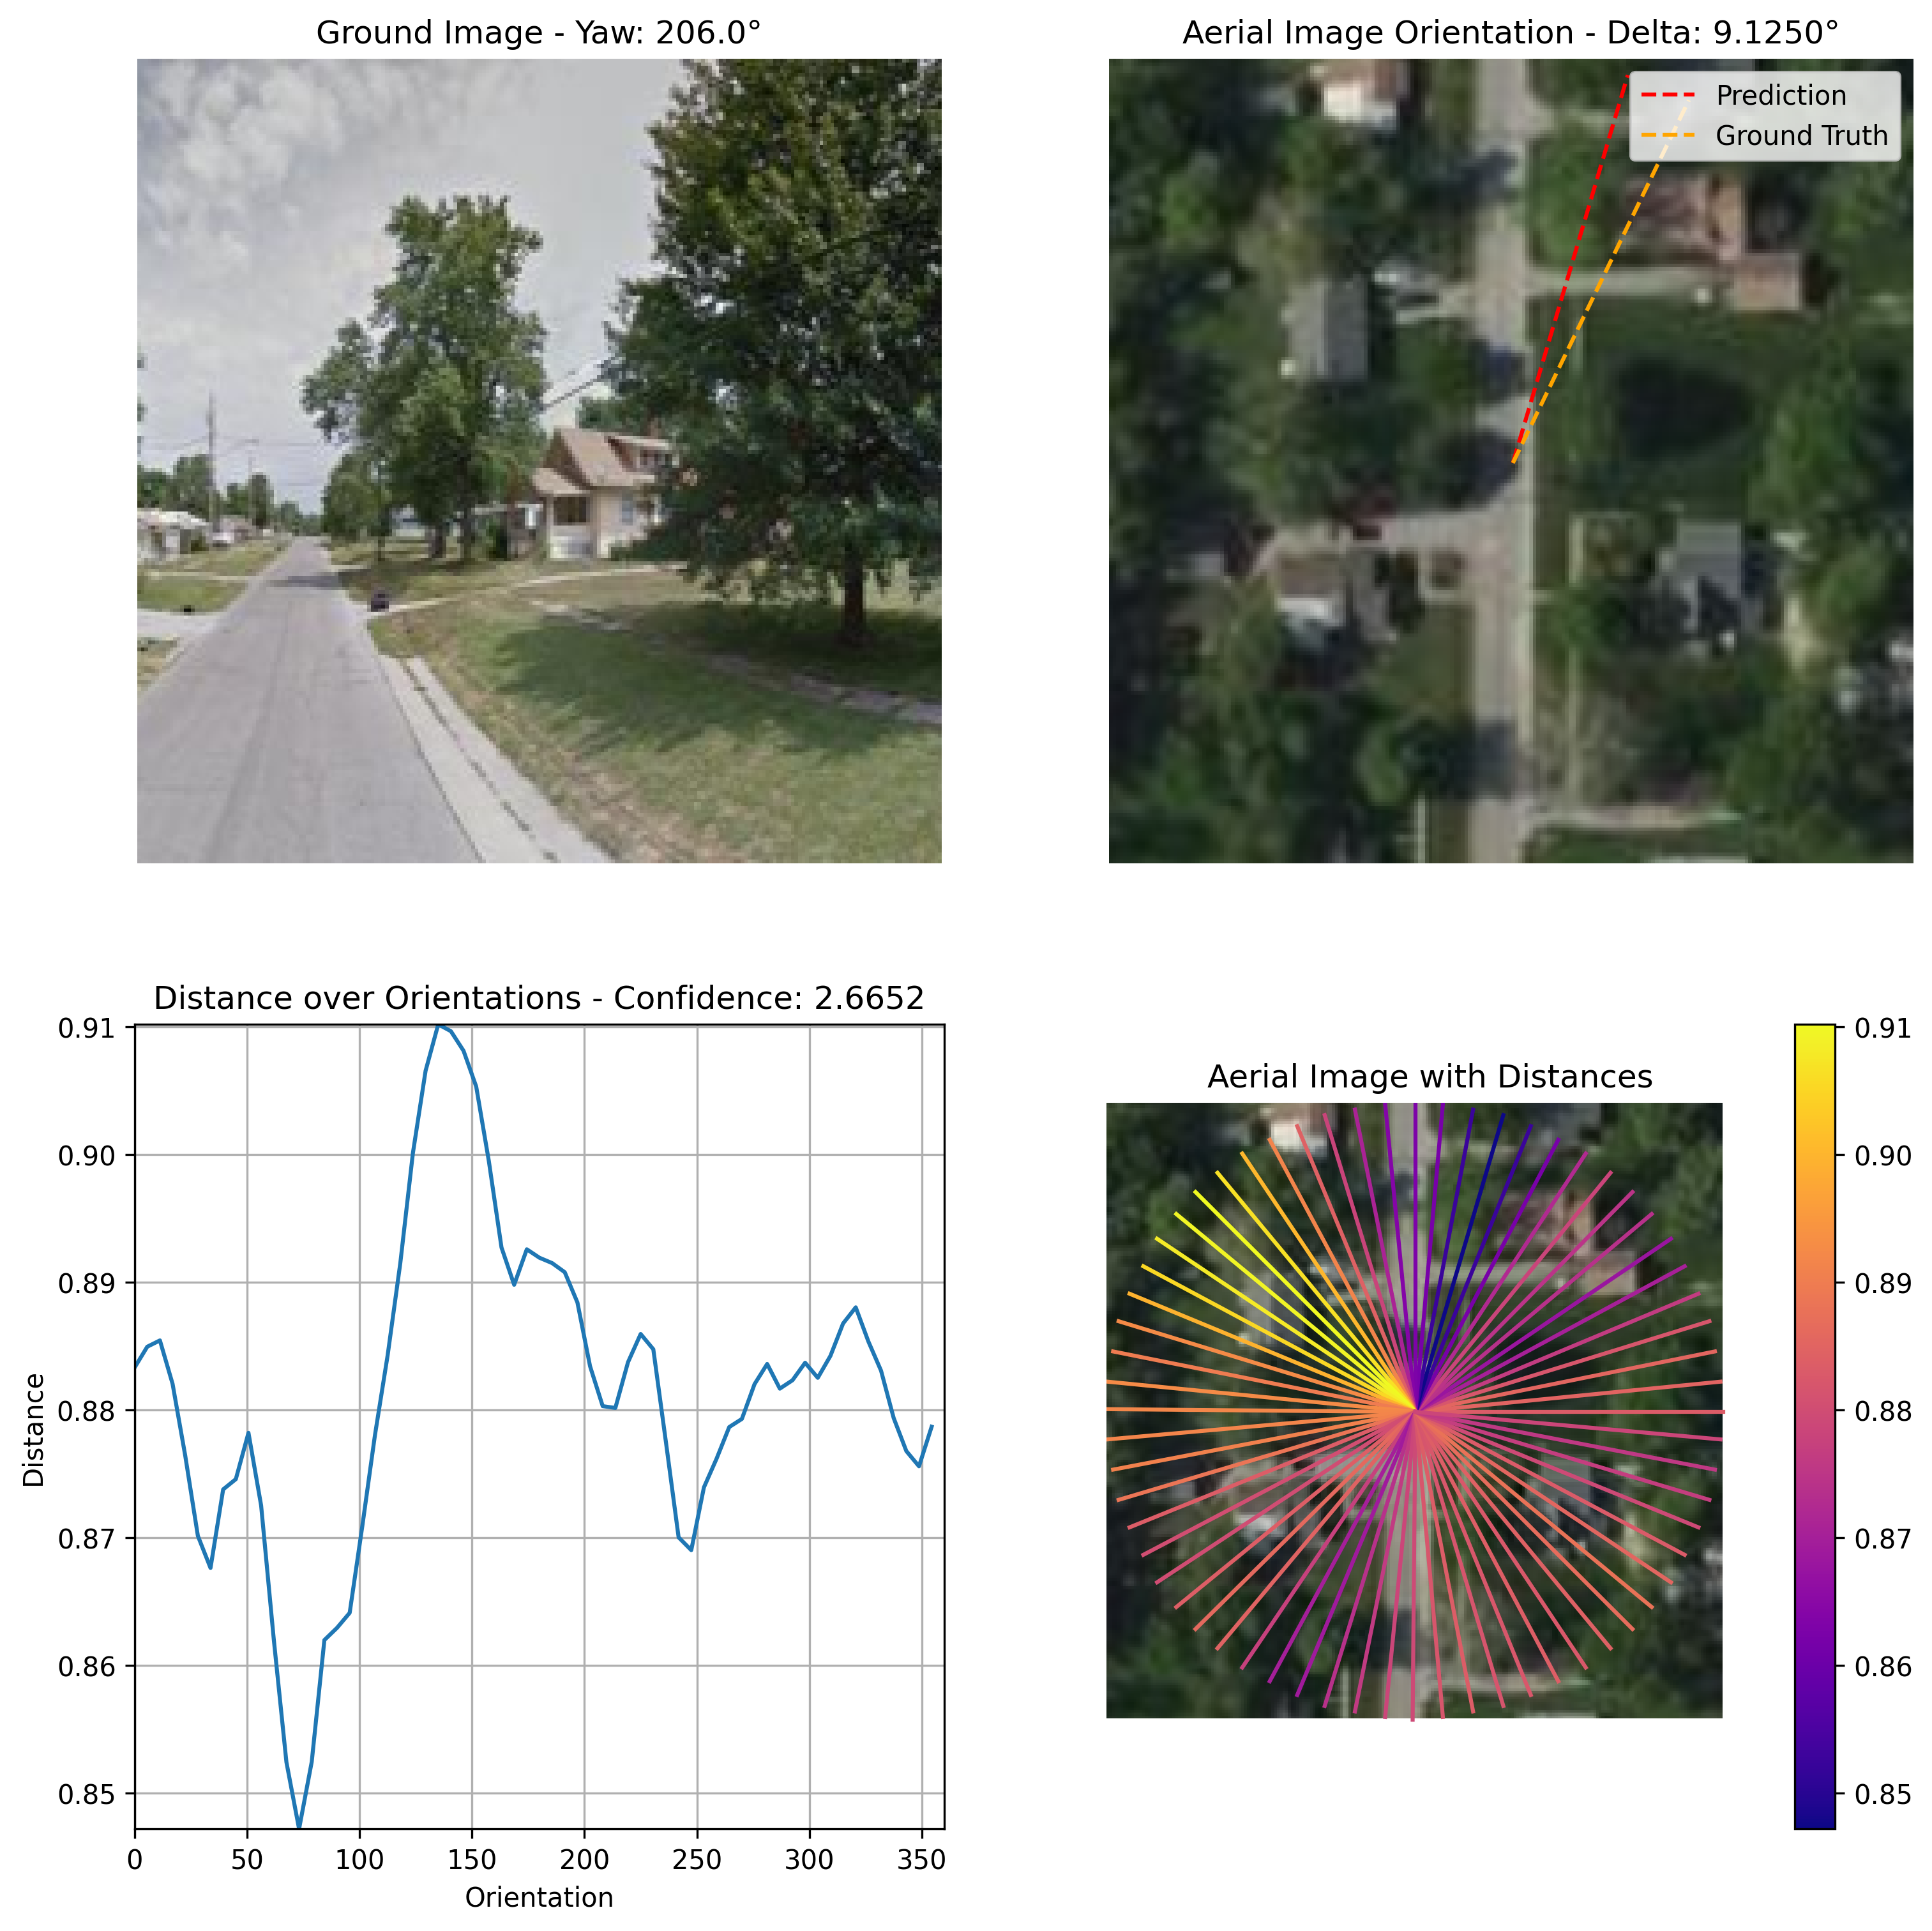 Ground Image - Yaw: 206.0°
Aerial Image Orientation - Delta: 9.1250°
Prediction
Ground Truth
Distance over Orientations - Confidence: 2.6652
0.91
0.90
0.89
0.88
0.87
0.86
0.85
Distance
0
50
100
150
200
250
300
350
Orientation
Aerial Image with Distances
0.91
0.90
0.89
0.88
0.87
0.86
0.85